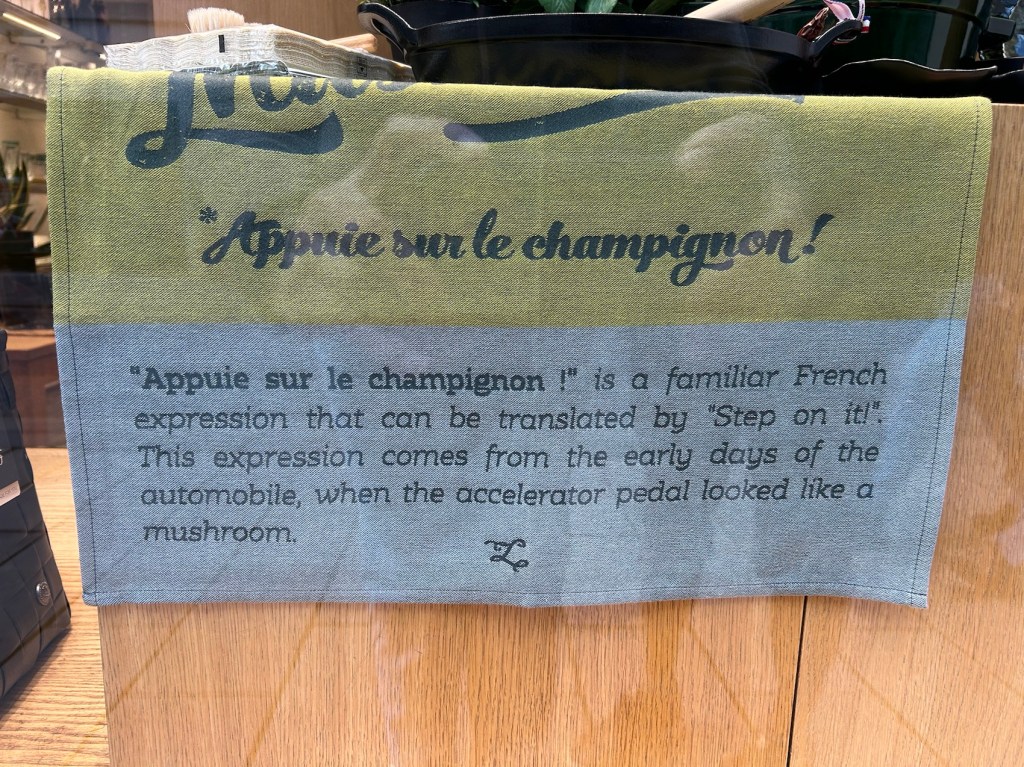 *Appuie sur le champignon !
"Appuie sur le champignon !" is a familiar French
expression that can be translated by "Step on it!".
This expression comes from the early days of the
automobile, when the accelerator pedal looked like a
mushroom.
L